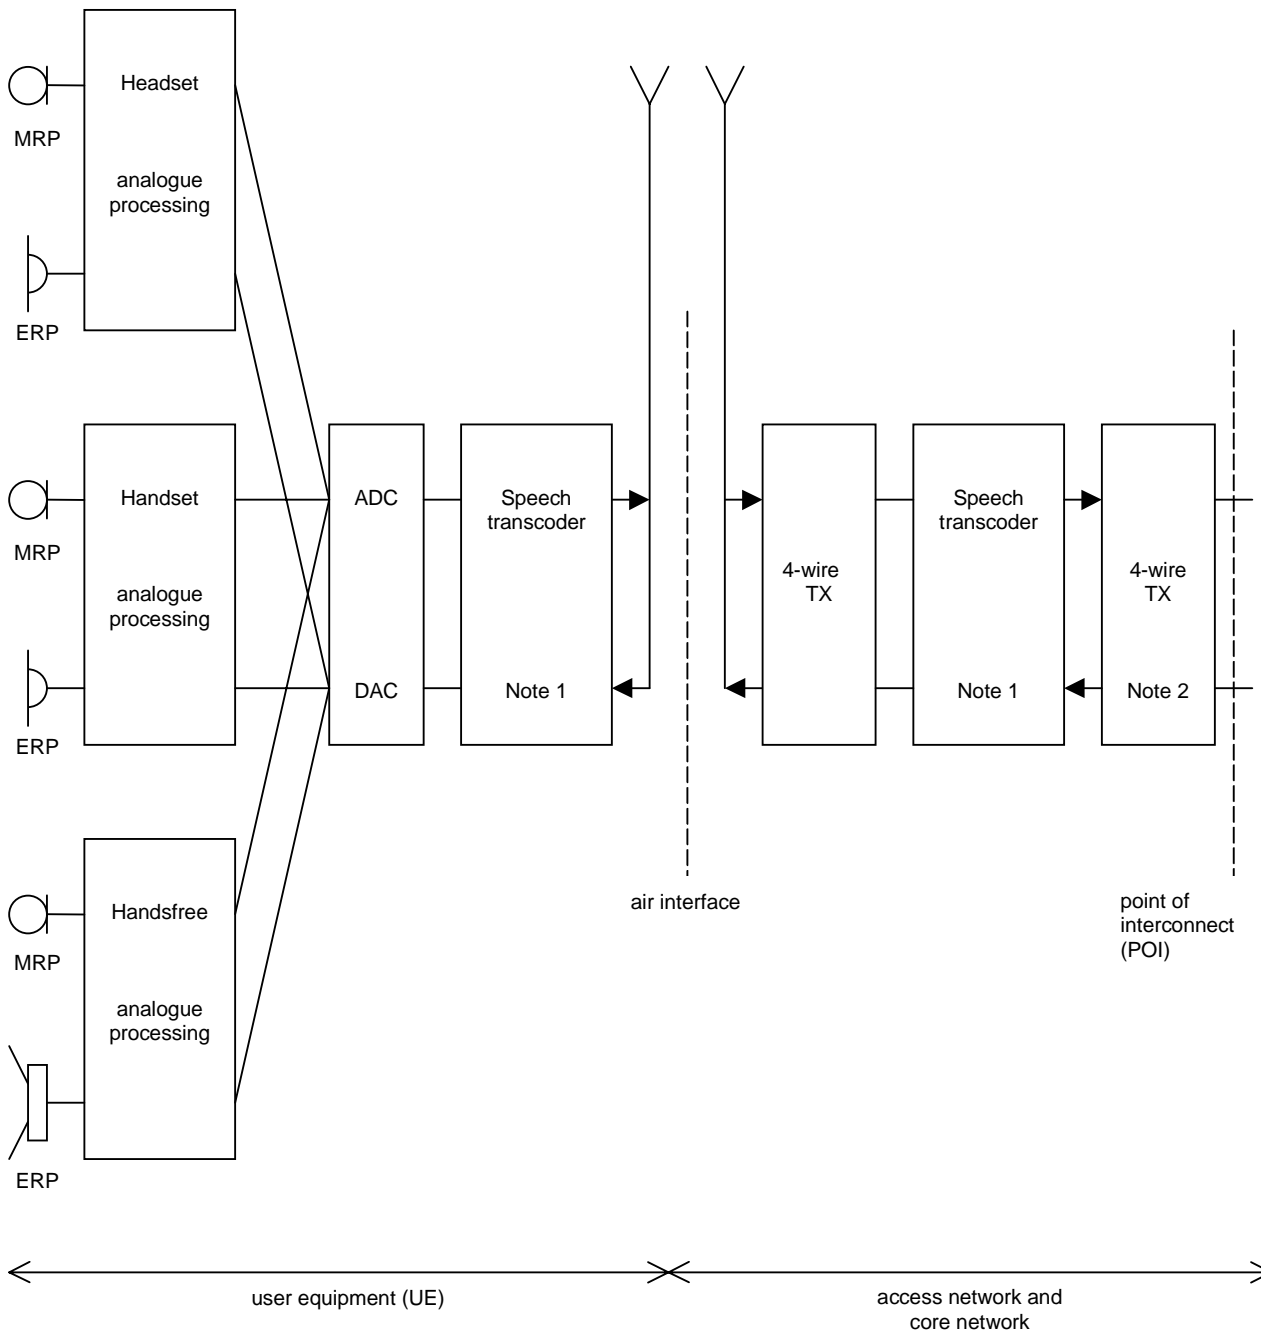 Headset
MRP
analogue
processing
ERP
Handset
MRP
analogue
processing
ERP
ADC
DAC
Speech
transcoder
Note 1
4-wire
TX
Speech
transcoder
Note 1
4-wire
TX
Note 2
Handsfree
MRP
analogue
processing
ERP
air interface
point of
interconnect
(POI)
user equipment (UE)
access network and
core network